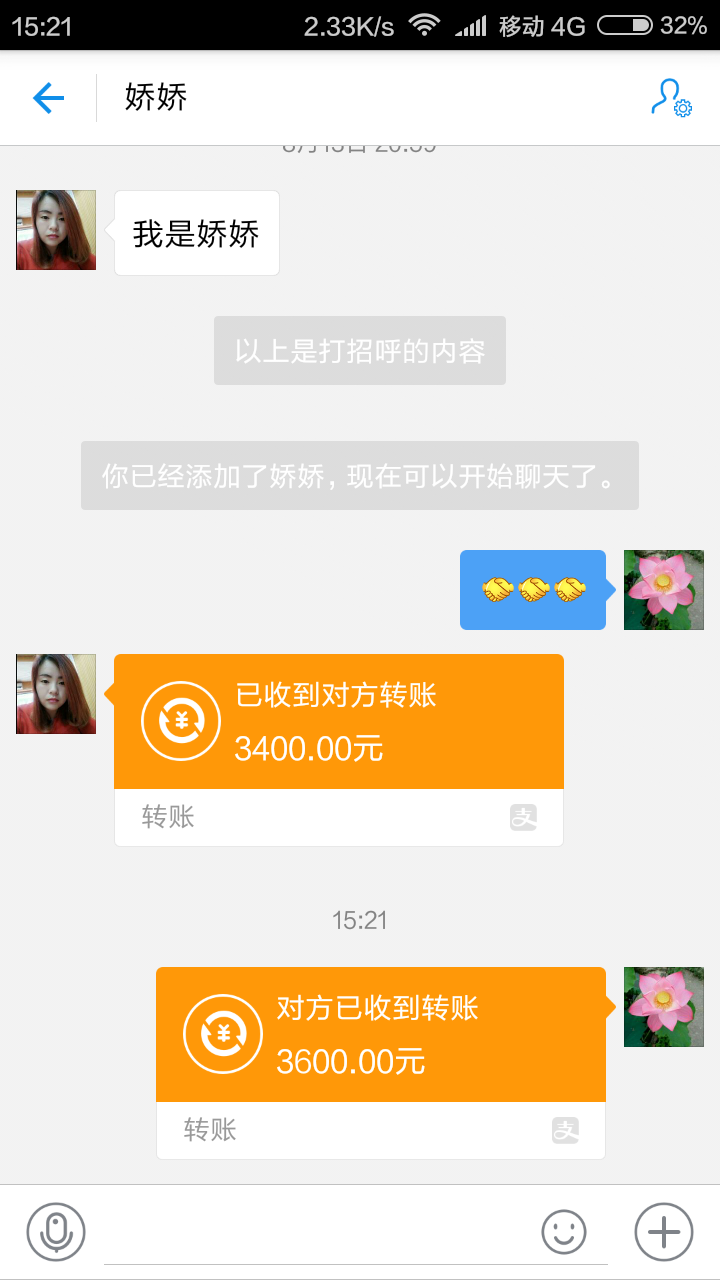 15:21 2.33K/s 移动 4G 32%
娇娇
我是娇娇
以上是打招呼的内容
你已经添加了娇娇，现在可以开始聊天了。
已收到对方转账
3400.00元
转账 支
15:21
对方已收到转账
3600.00元
转账 支